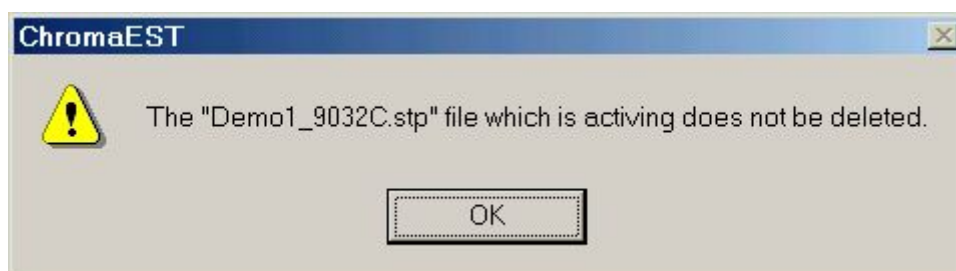 ChromaEST
The "Demo1_9032C.stp" file which is activing does not be deleted.
OK